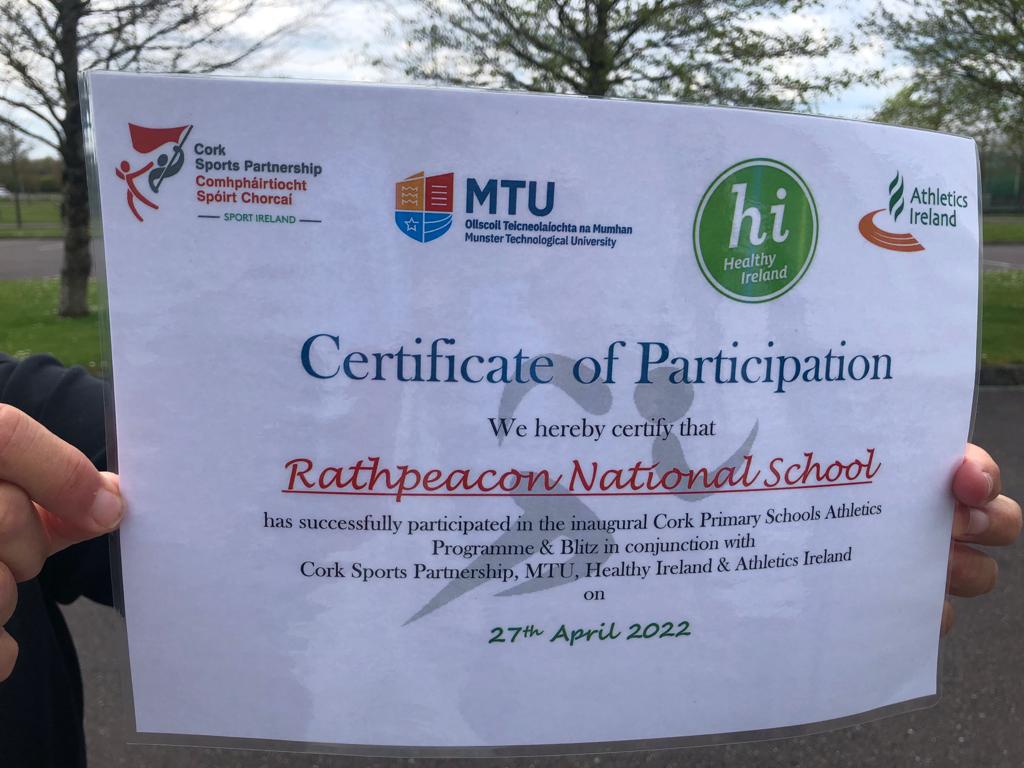 Cork
Sports Partnership
Comhpháirtíocht
Spóirt Chorcaí
SPORT IRELAND
MTU
Ollscoil Teicneolaíochta na Mumhan
Munster Technological University
hi
Healthy
Ireland
Athletics
Ireland
Certificate of Participation
We hereby certify that
Rathpeacon National School
has successfully participated in the inaugural Cork Primary Schools Athletics
Programme & Blitz in conjunction with
Cork Sports Partnership, MTU, Healthy Ireland & Athletics Ireland
on
27th April 2022